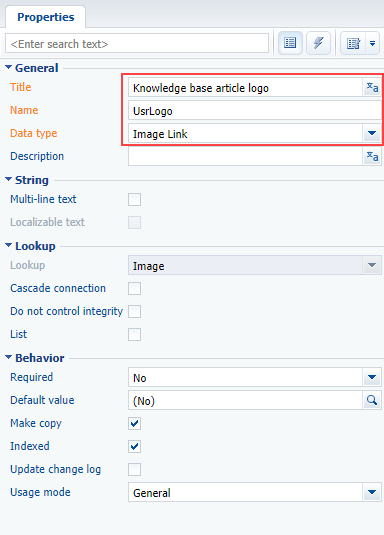 Properties
<Enter search text>
General
Title Knowledge base article logo
Name UsrLogo
Data type Image Link
Description
String
Multi-line text
Localizable text
Lookup
Lookup Image
Cascade connection
Do not control integrity
List
Behavior
Required No
Default value (No)
Make copy
Indexed
Update change log
Usage mode General